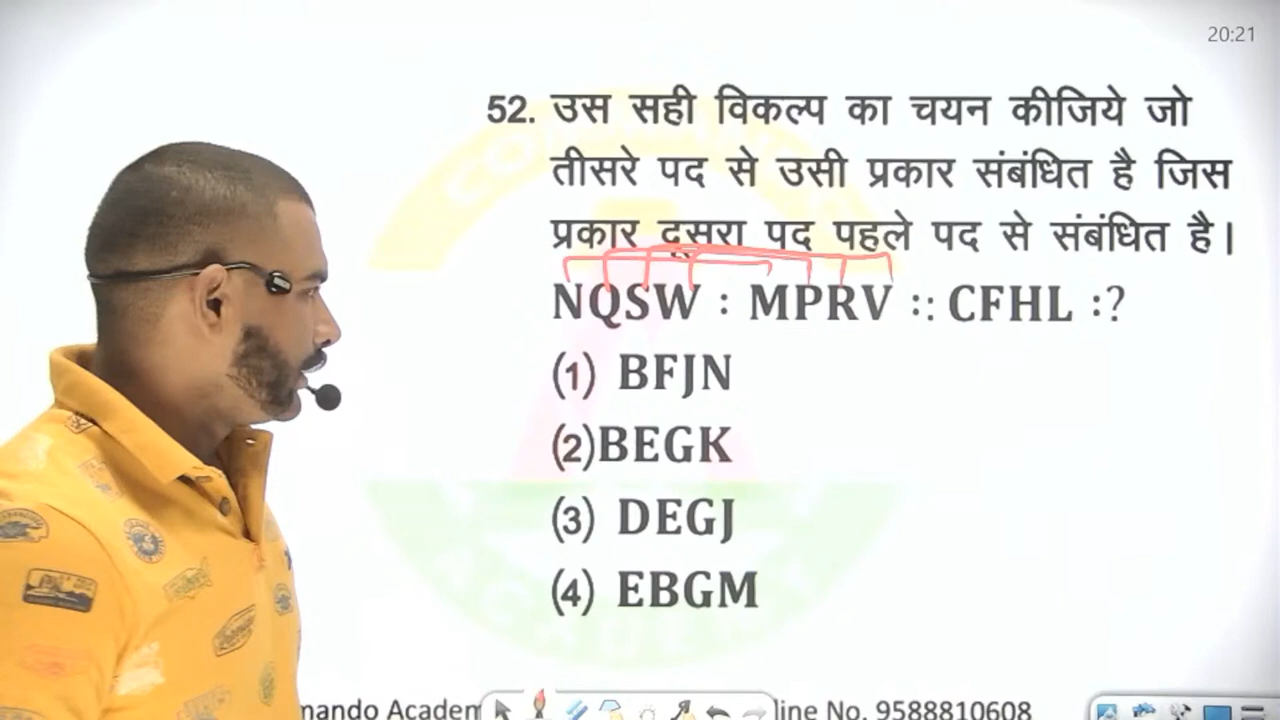 20:21
52. उस सही विकल्प का चयन कीजिये जो
तीसरे पद से उसी प्रकार संबंधित है जिस
प्रकार दूसरा पद पहले पद से संबंधित है।
NQSW : MPRV :: CFHL :?
(1) BFJN
(2)BEGK
(3) DEGJ
(4) EBGM
mando Academ
line No. 9588810608